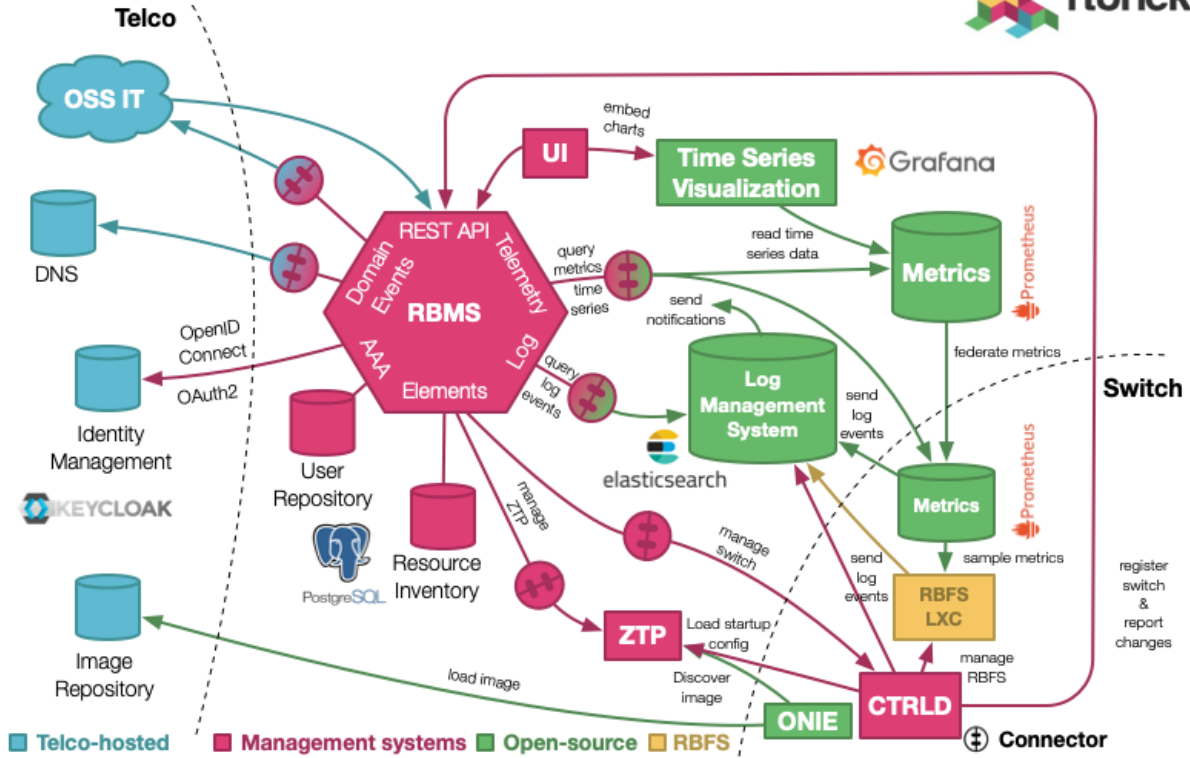 Telco
OSS IT
DNS
OpenID
Connect
OAuth2
Identity
Management
KEYCLOAK
Image
Repository
embed
charts
UI
Time Series
Visualization
Grafana
REST API
Domain
Events
Telemetry
RBMS
AAA
Log
Elements
query
metrics
time
series
read time
series data
Metrics
Prometheus
send
notifications
federate metrics
Switch
query
log
events
Log
Management
System
send
log
events
elasticsearch
User
Repository
PostgreSQL
Resource
Inventory
manage
ZTP
manage
switch
Metrics
Prometheus
sample metrics
send
log
events
RBFS
LXC
register
switch
&
report
changes
ZTP
Load startup
config
Discover
image
manage
RBFS
load image
ONIE
CTRLD
Telco-hosted
Management systems
Open-source
RBFS
Connector